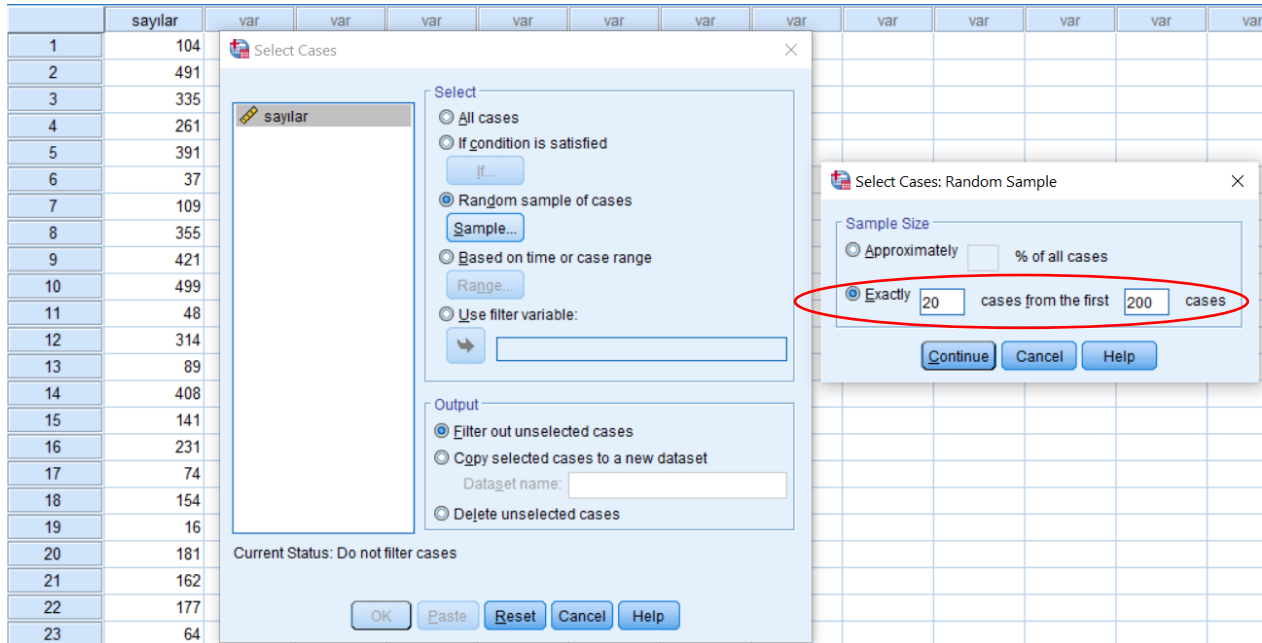 sayılar var var var var var var var var var var var var
1 104
2 491
3 335
4 261
5 391
6 37
7 109
8 355
9 421
10 499
11 48
12 314
13 89
14 408
15 141
16 231
17 74
18 154
19 16
20 181
21 162
22 177
23 64
Select Cases
sayılar
Select
All cases
If condition is satisfied
If...
Random sample of cases
Sample...
Based on time or case range
Range...
Use filter variable:
Output
Filter out unselected cases
Copy selected cases to a new dataset
Dataset name:
Delete unselected cases
Current Status: Do not filter cases
OK Paste Reset Cancel Help
Select Cases: Random Sample
Sample Size
Approximately % of all cases
Exactly 20 cases from the first 200 cases
Continue Cancel Help